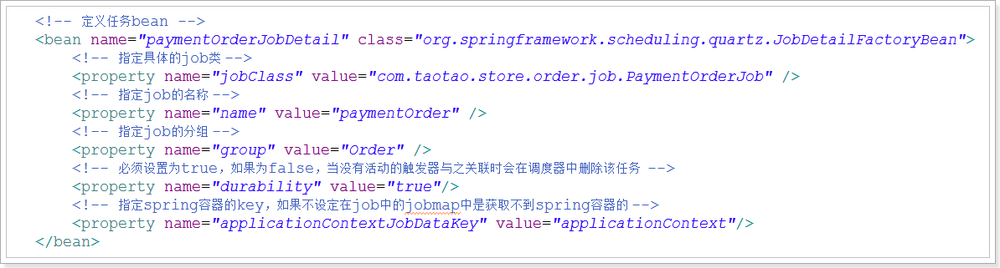 <!-- 定义任务bean -->
<bean name="paymentOrderJobDetail" class="org.springframework.scheduling.quartz.JobDetailFactoryBean">
<!-- 指定具体的job类 -->
<property name="jobClass" value="com.taotao.store.order.job.PaymentOrderJob" />
<!-- 指定job的名称 -->
<property name="name" value="paymentOrder" />
<!-- 指定job的分组 -->
<property name="group" value="Order" />
<!-- 必须设置为true，如果为false，当没有活动的触发器与之关联时会在调度器中删除该任务 -->
<property name="durability" value="true"/>
<!-- 指定spring容器的key，如果不设定在job中的jobmap中是获取不到spring容器的 -->
<property name="applicationContextJobDataKey" value="applicationContext"/>
</bean>